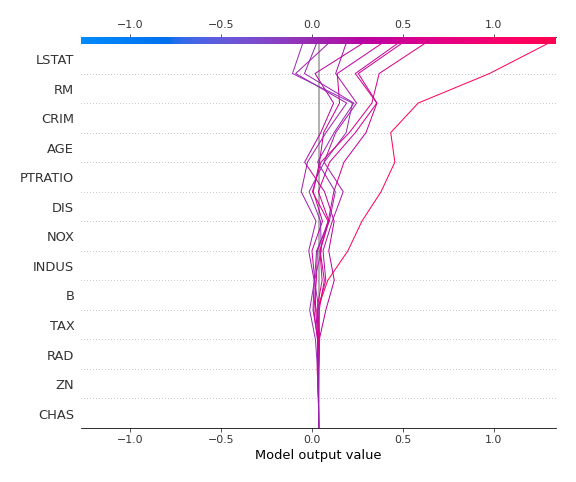 −1.0 −0.5 0.0 0.5 1.0
LSTAT
RM
CRIM
AGE
PTRATIO
DIS
NOX
INDUS
B
TAX
RAD
ZN
CHAS
−1.0 −0.5 0.0 0.5 1.0
Model output value